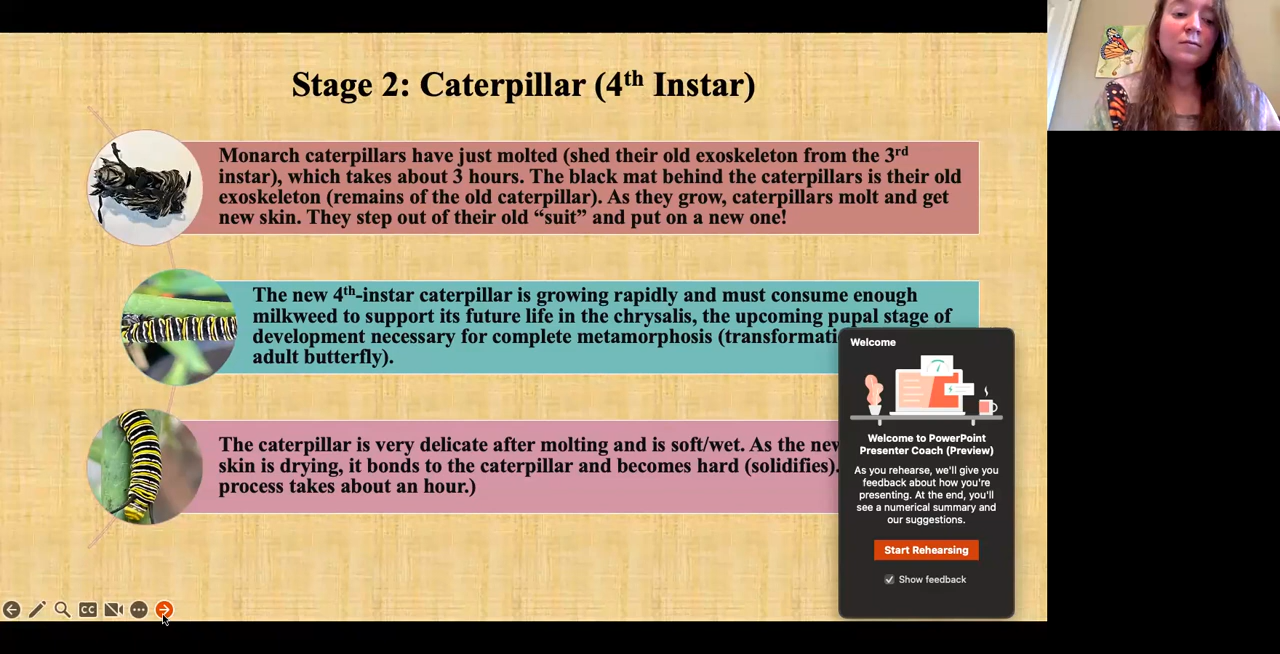 Stage 2: Caterpillar (4th Instar)
Monarch caterpillars have just molted (shed their old exoskeleton from the 3rd
instar), which takes about 3 hours. The black mat behind the caterpillars is their old
exoskeleton (remains of the old caterpillar). As they grow, caterpillars molt and get
new skin. They step out of their old “suit” and put on a new one!
The new 4th-instar caterpillar is growing rapidly and must consume enough
milkweed to support its future life in the chrysalis, the upcoming pupal stage of
development necessary for complete metamorphosis
adult butterfly).
The caterpillar is very delicate after molting and is soft/wet. As the new
skin is drying, it bonds to the caterpillar and becomes hard (solidifies).
process takes about an hour.)
Welcome
Welcome to PowerPoint
Presenter Coach (Preview)
As you rehearse, we'll give you
feedback about how you're
presenting. At the end, you'll
see a numerical summary and
our suggestions.
Start Rehearsing
Show feedback
CC